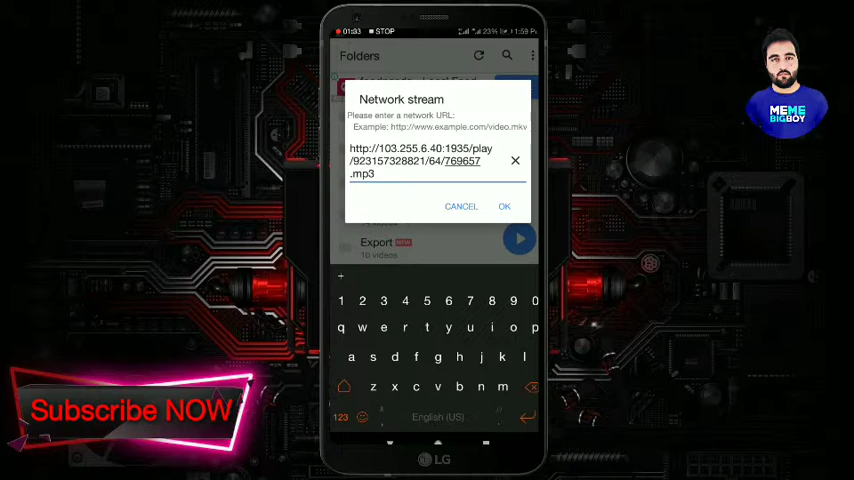 01:33 STOP 23% 1:59 P
Folders
Network stream
Please enter a network URL:
Example: http://www.example.com/video.mkv
http://103.255.6.40:1935/play
/923157328821/64/769657
.mp3
CANCEL OK
Export NEW
10 videos
+
1 2 3 4 5 6 7 8 9 0
q w e r t y u i o p
a s d f g h j k l
z x c v b n m
123 English (US)
LG
MEME
BIGBOY
Subscribe NOW